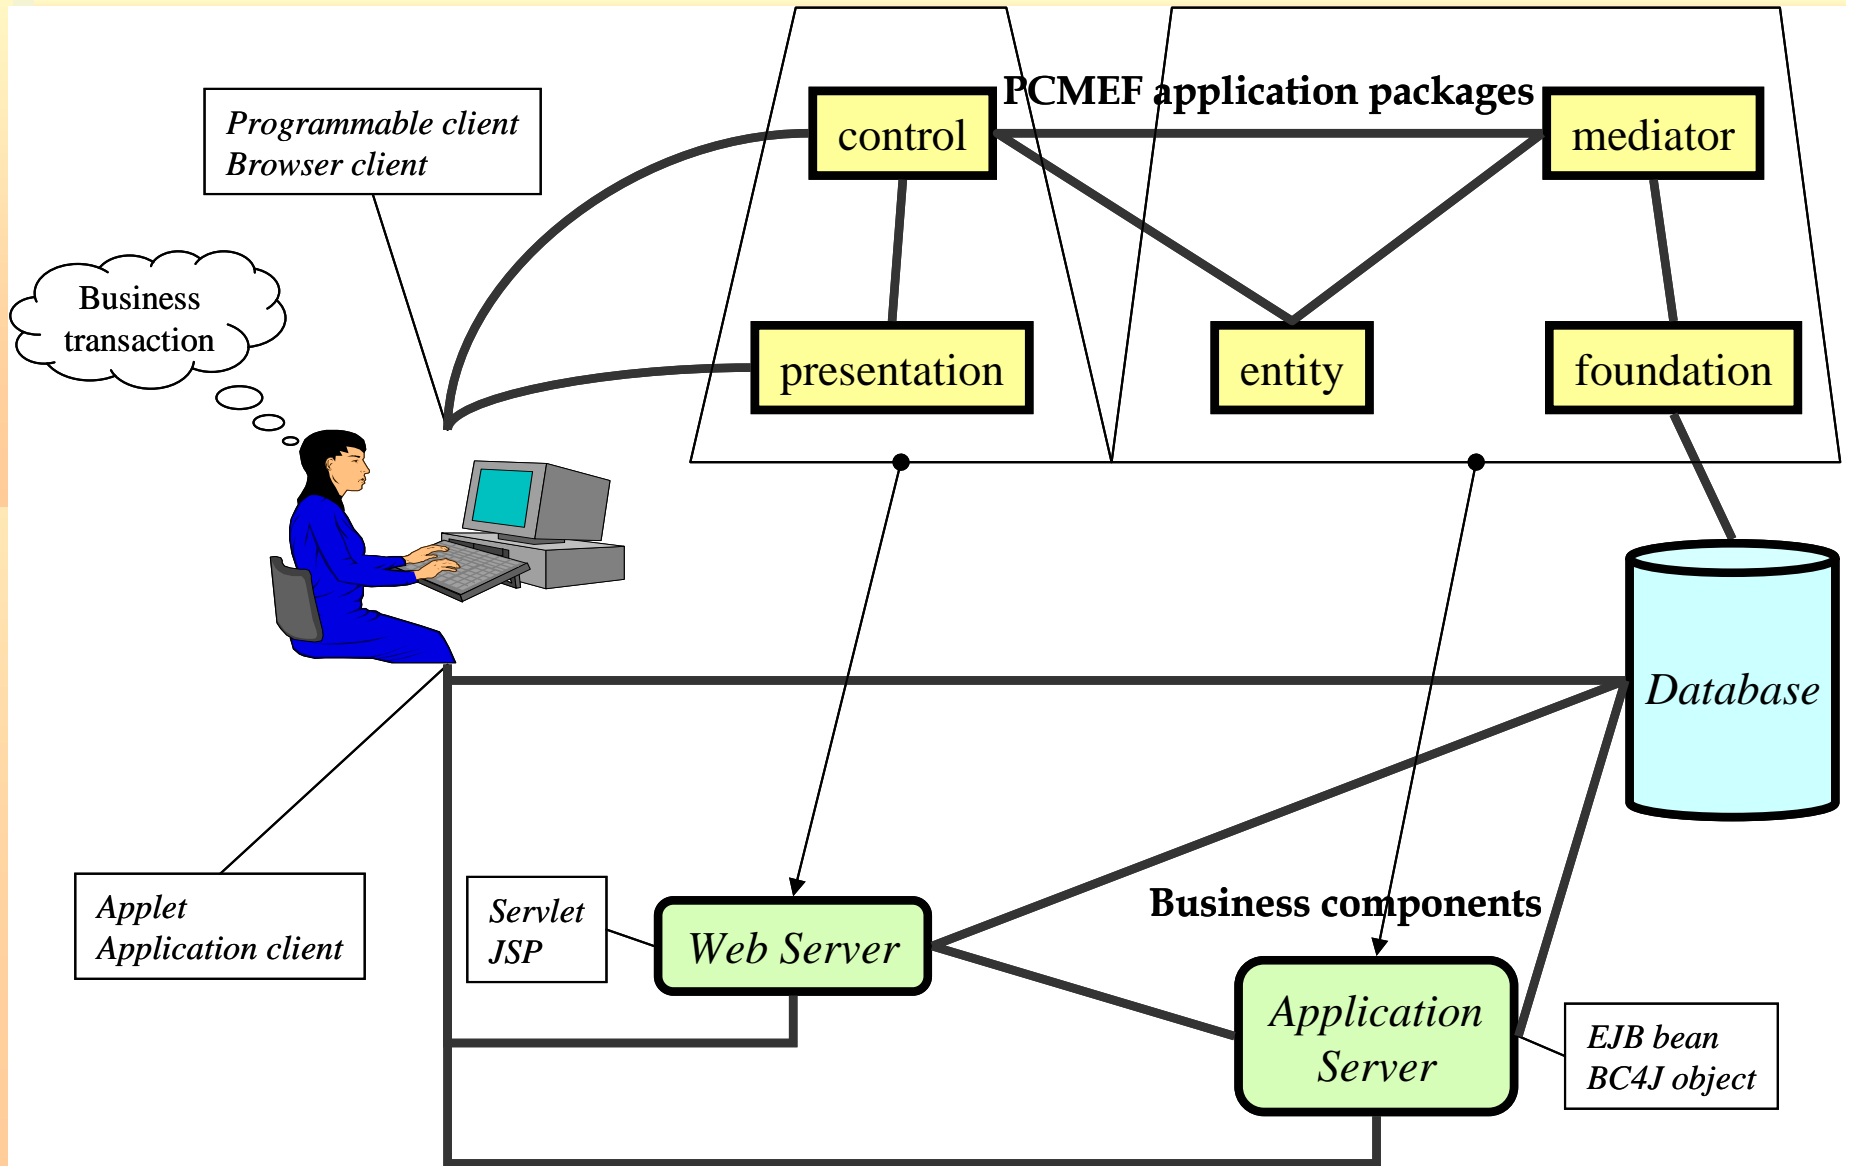 PCMEF application packages
Programmable client
Browser client
control
mediator
Business
transaction
presentation
entity
foundation
Database
Applet
Application client
Servlet
JSP
Web Server
Business components
Application
Server
EJB bean
BC4J object